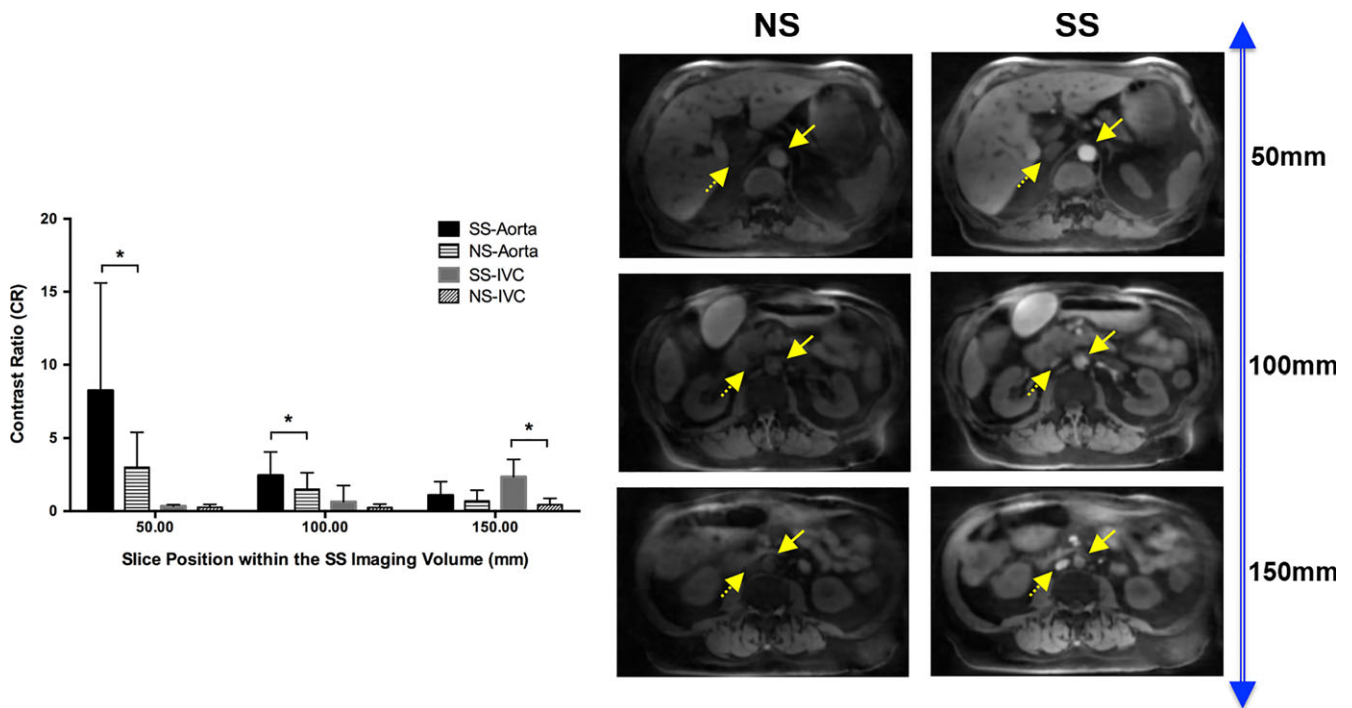 NS
SS
50mm
100mm
150mm
20
15
10
5
0
Contrast Ratio (CR)
SS-Aorta
NS-Aorta
SS-IVC
NS-IVC
*
*
*
50.00
100.00
150.00
Slice Position within the SS Imaging Volume (mm)